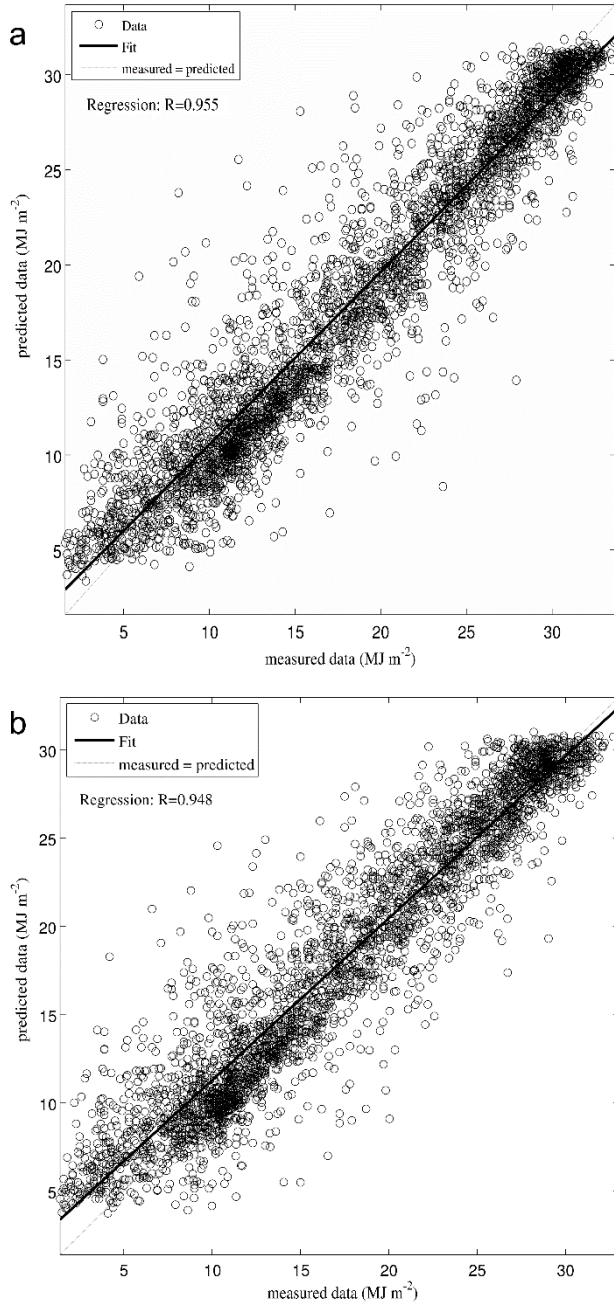 a
Data
Fit
measured = predicted
Regression: R=0.955
30
25
20
15
10
5
predicted data (MJ m⁻²)
5 10 15 20 25 30
measured data (MJ m⁻²)
b
Data
Fit
measured = predicted
Regression: R=0.948
30
25
20
15
10
5
predicted data (MJ m⁻²)
5 10 15 20 25 30
measured data (MJ m⁻²)